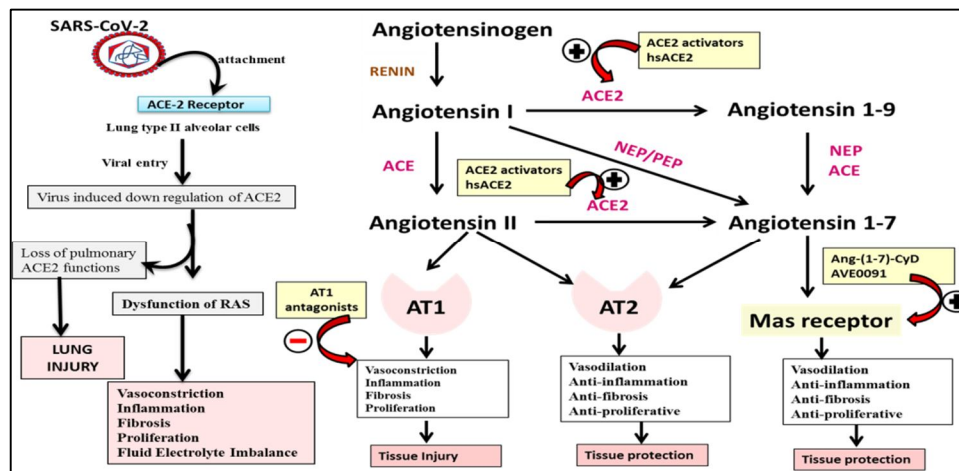 SARS-CoV-2
attachment
ACE-2 Receptor
Lung type II alveolar cells
Viral entry
Virus induced down regulation of ACE2
Loss of pulmonary
ACE2 functions
Dysfunction of RAS
LUNG
INJURY
Vasoconstriction
Inflammation
Fibrosis
Proliferation
Fluid Electrolyte Imbalance
Angiotensinogen
RENIN
ACE2 activators
hsACE2
ACE2
Angiotensin I
Angiotensin 1-9
ACE
NEP/PEP
NEP
ACE
ACE2 activators
hsACE2
ACE2
Angiotensin II
Angiotensin 1-7
AT1
antagonists
AT1
AT2
Ang-(1-7)-CyD
AVE0091
Mas receptor
Vasoconstriction
Inflammation
Fibrosis
Proliferation
Vasodilation
Anti-inflammation
Anti-fibrosis
Anti-proliferative
Vasodilation
Anti-inflammation
Anti-fibrosis
Anti-proliferative
Tissue Injury
Tissue protection
Tissue protection